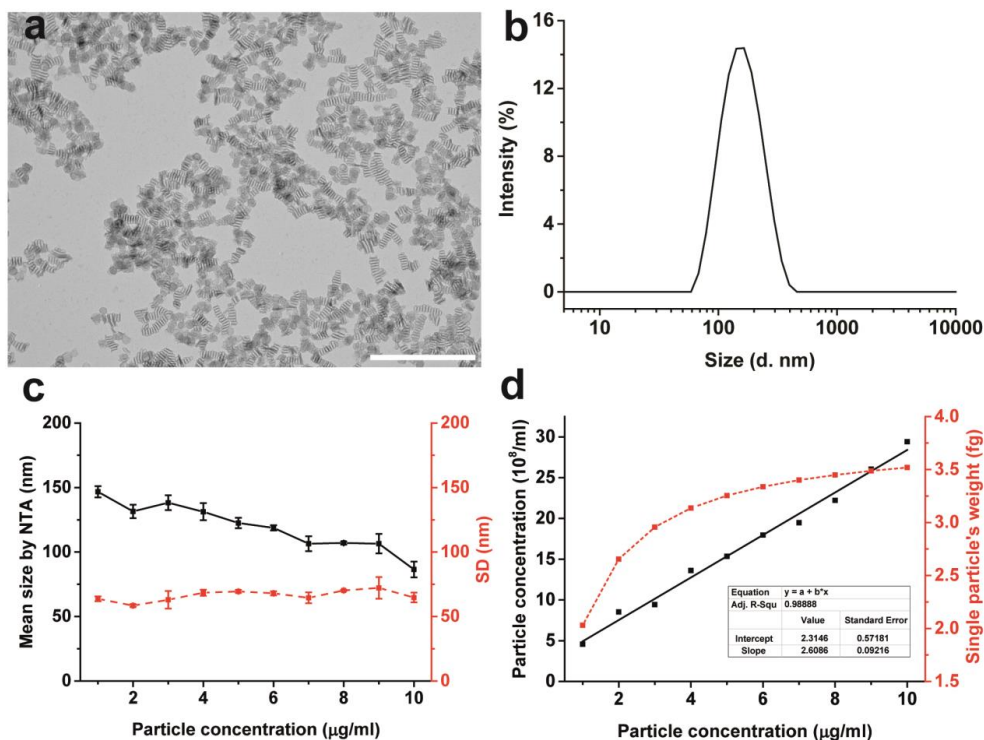 a
b
16
12
8
4
0
Intensity (%)
10 100 1000 10000
Size (d. nm)
c
200
150
100
50
0
Mean size by NTA (nm)
200
150
100
50
0
SD (nm)
2 4 6 8 10
Particle concentration (μg/ml)
d
30
25
20
15
10
5
0
Particle concentration (10⁸/ml)
4.0
3.5
3.0
2.5
2.0
1.5
Single particle's weight (fg)
Equation y = a + b*x
Adj. R-Squ 0.98888
Value Standard Error
Intercept 2.3146 0.57181
Slope 2.6086 0.09216
0 2 4 6 8 10
Particle concentration (μg/ml)